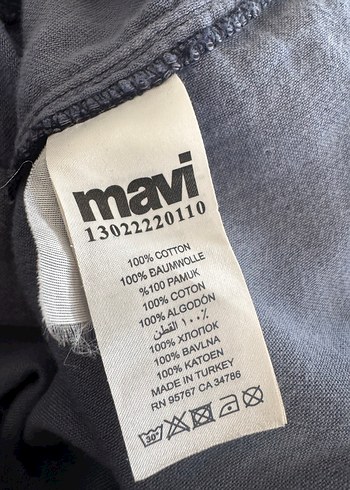 mavi
13022220110
100% COTTON
100% BAUMWOLLE
%100 PAMUK
100% COTON
100% ALGODÓN
١٠٠٪ القطن
100% ХЛОПОК
100% BAVLNA
100% KATOEN
MADE IN TURKEY
RN 95767 CA 34786
30°